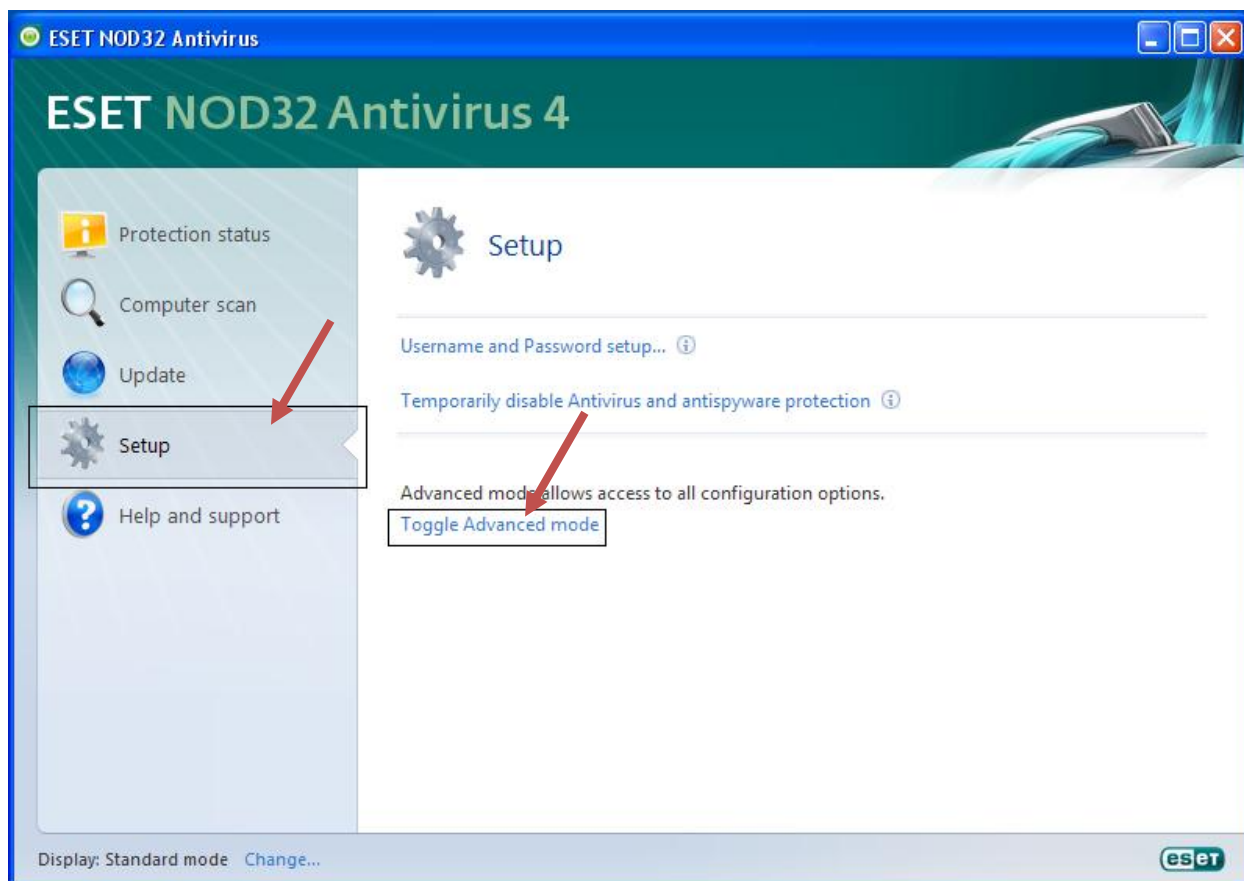 ESET NOD32 Antivirus
ESET NOD32 Antivirus 4
Protection status
Computer scan
Update
Setup
Help and support
Setup
Username and Password setup...
Temporarily disable Antivirus and antispyware protection
Advanced mode allows access to all configuration options.
Toggle Advanced mode
Display: Standard mode Change...
eseT